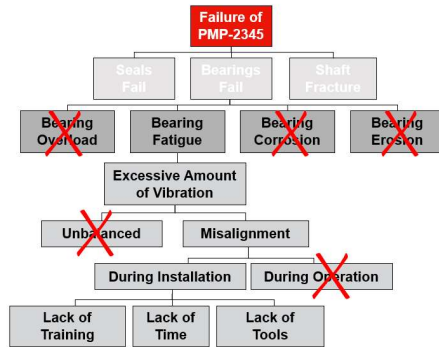 Failure of
PMP-2345
Seals
Fail
Bearings
Fail
Shaft
Fracture
Bearing
Overload
Bearing
Fatigue
Bearing
Corrosion
Bearing
Erosion
Excessive Amount
of Vibration
Unbalanced
Misalignment
During Installation
During Operation
Lack of
Training
Lack of
Time
Lack of
Tools